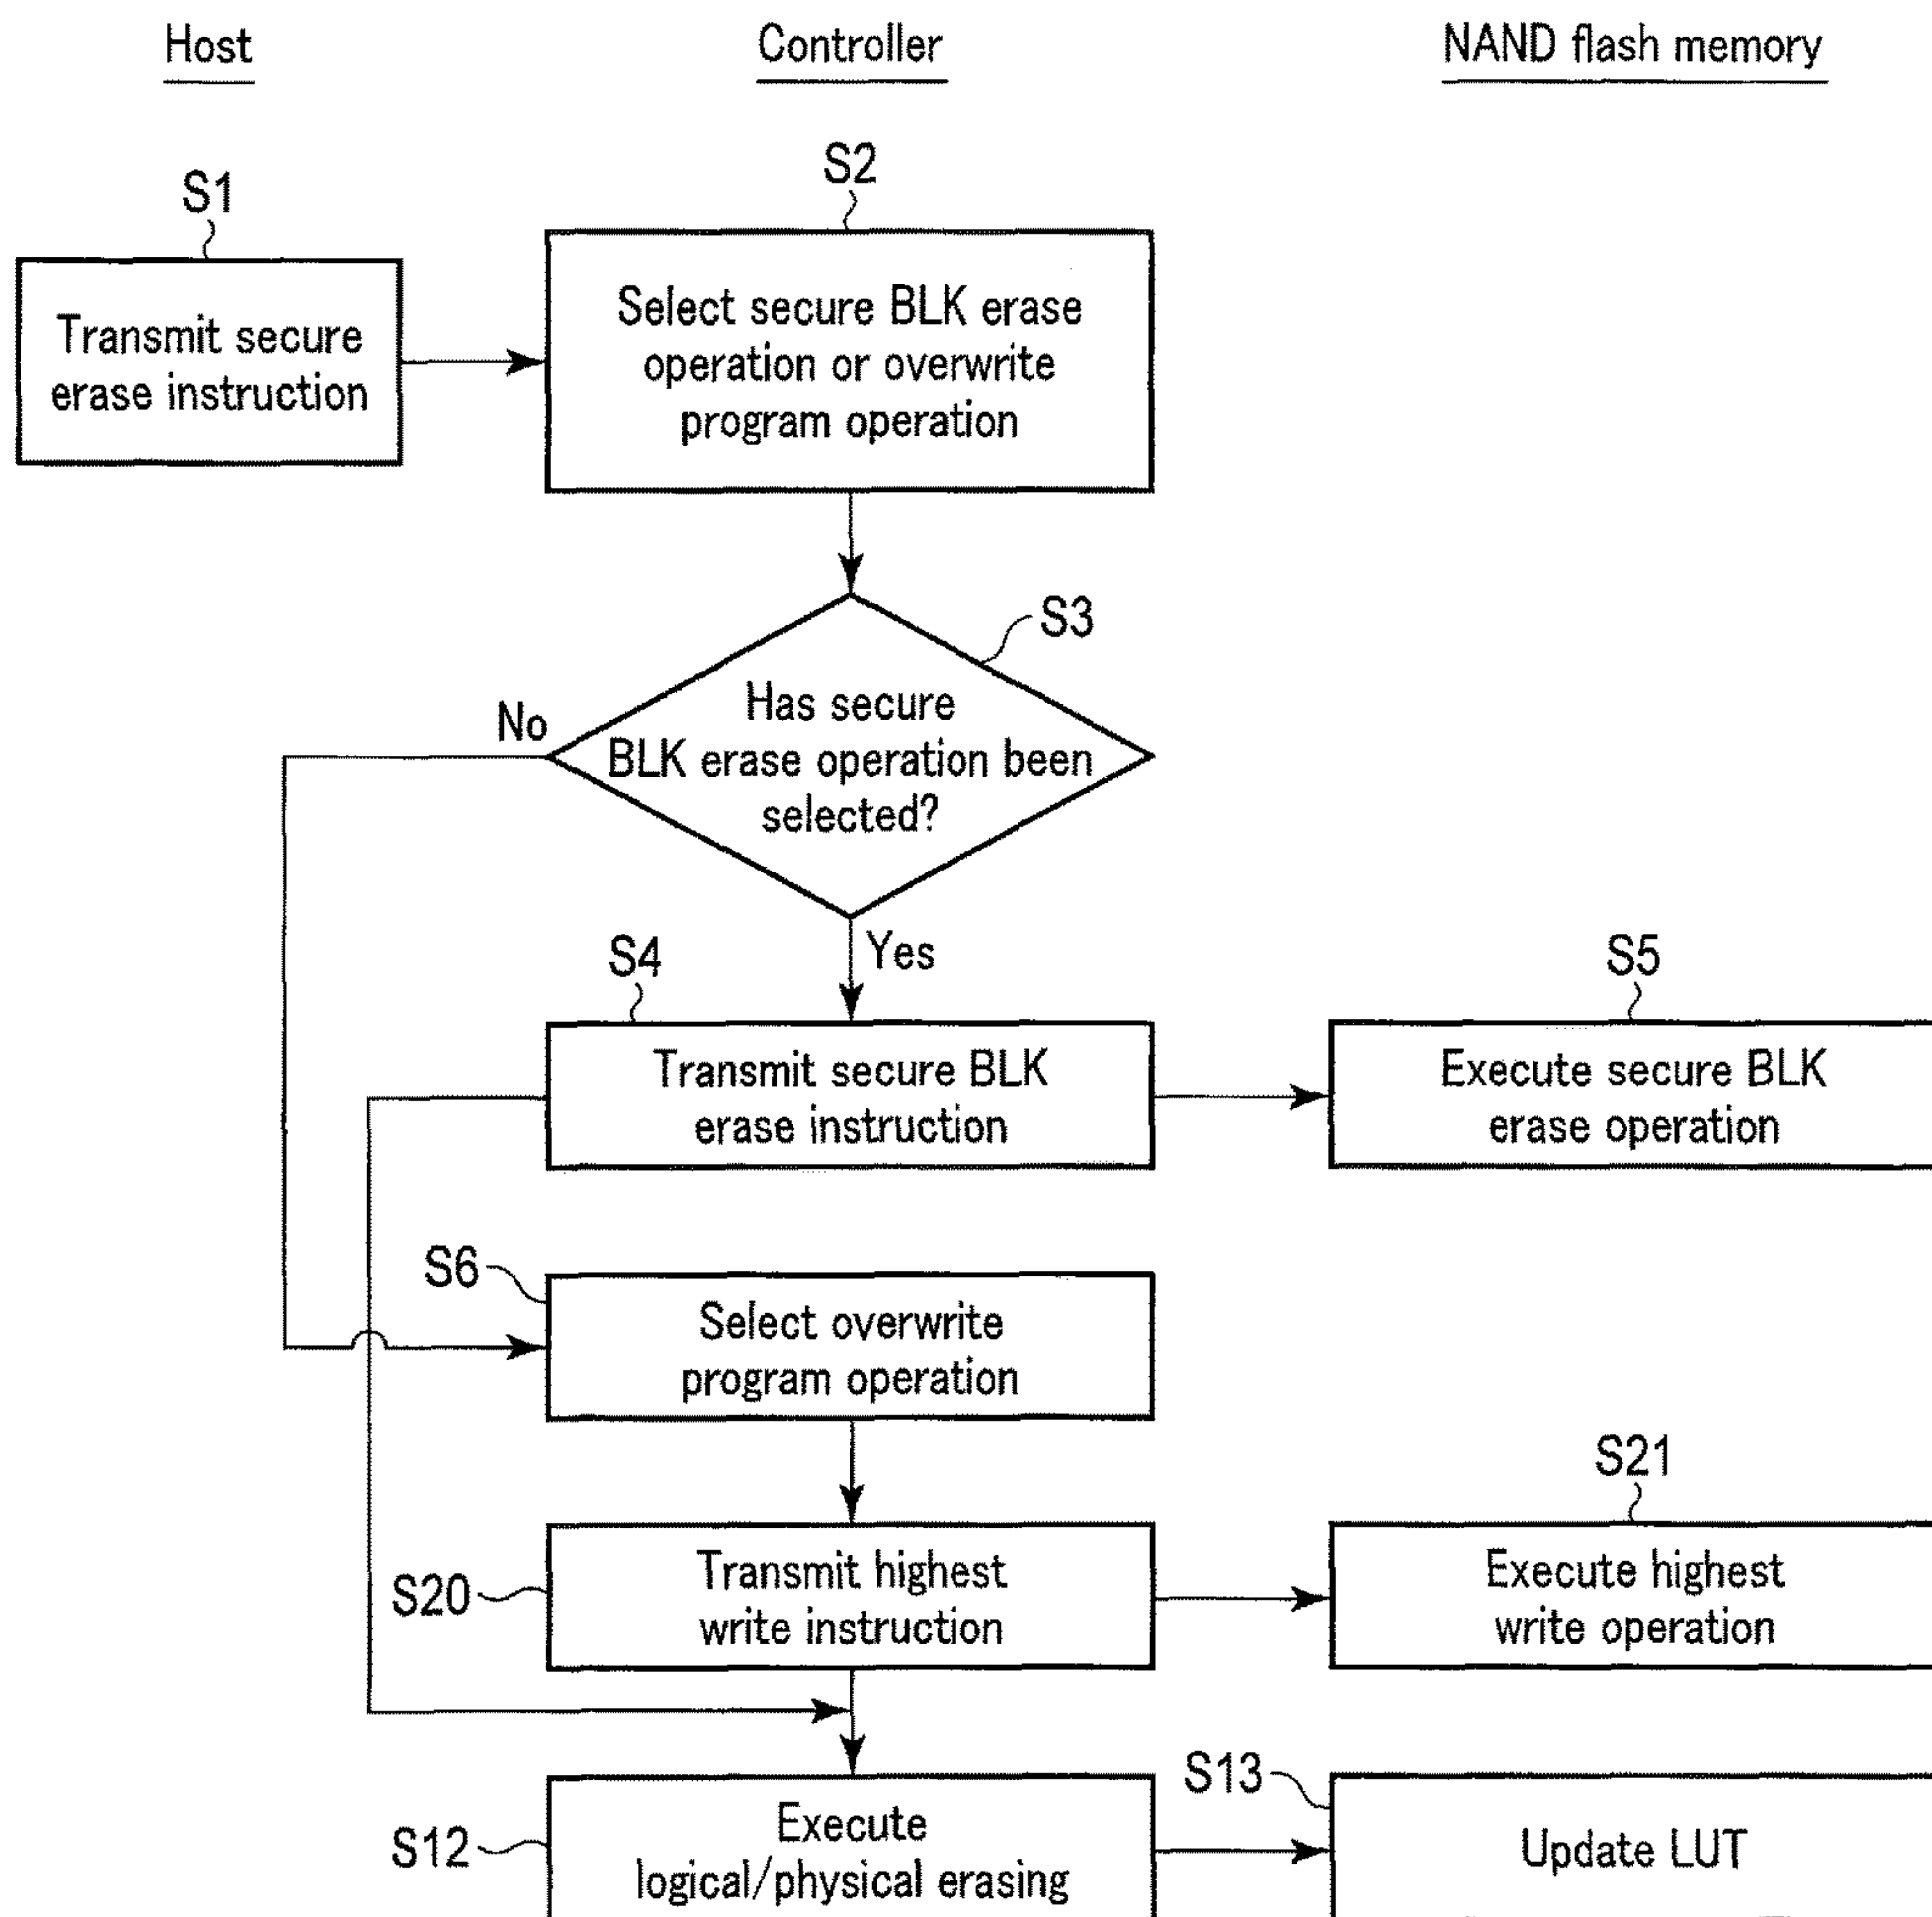 Host
Controller
NAND flash memory
S1
S2
Transmit secure
erase instruction
Select secure BLK erase
operation or overwrite
program operation
S3
Has secure
BLK erase operation been
selected?
No
Yes
S4
S5
Transmit secure BLK
erase instruction
Execute secure BLK
erase operation
S6
Select overwrite
program operation
S20
S21
Transmit highest
write instruction
Execute highest
write operation
S12
S13
Execute
logical/physical erasing
Update LUT